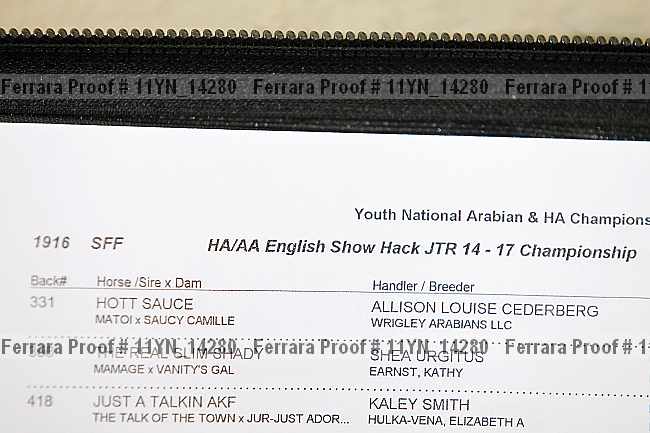 Ferrara Proof # 11YN_14280 Ferrara Proof # 11YN_14280 Ferrara Proof # 1
Youth National Arabian & HA Champions
1916 SFF HA/AA English Show Hack JTR 14 - 17 Championship
Back# Horse /Sire x Dam Handler / Breeder
331 HOTT SAUCE ALLISON LOUISE CEDERBERG
MATOI x SAUCY CAMILLE WRIGLEY ARABIANS LLC
Ferrara Proof # 11YN_14280 Ferrara Proof # 11YN_14280 Ferrara Proof # 1
THE REAL SLIM SHADY SHEA URGITUS
MAMAGE x VANITY'S GAL EARNST, KATHY
418 JUST A TALKIN AKF KALEY SMITH
THE TALK OF THE TOWN x JUR-JUST ADOR... HULKA-VENA, ELIZABETH A